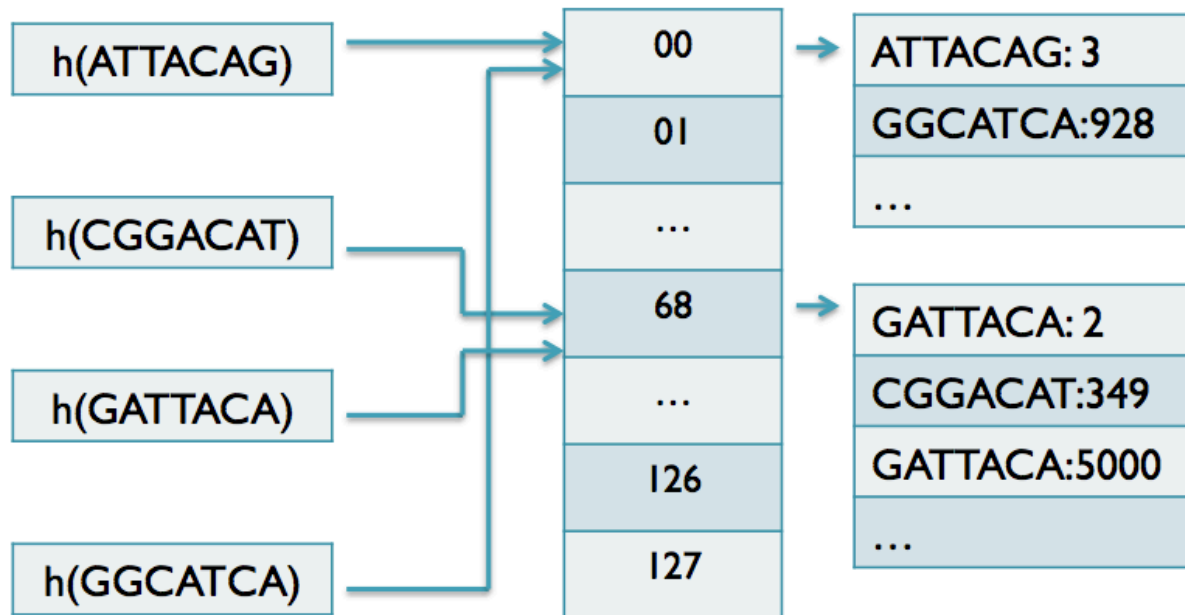 h(ATTACAG)
h(CGGACAT)
h(GATTACA)
h(GGCATCA)
00
01
...
68
...
126
127
ATTACAG: 3
GGCATCA:928
...
GATTACA: 2
CGGACAT:349
GATTACA:5000
...